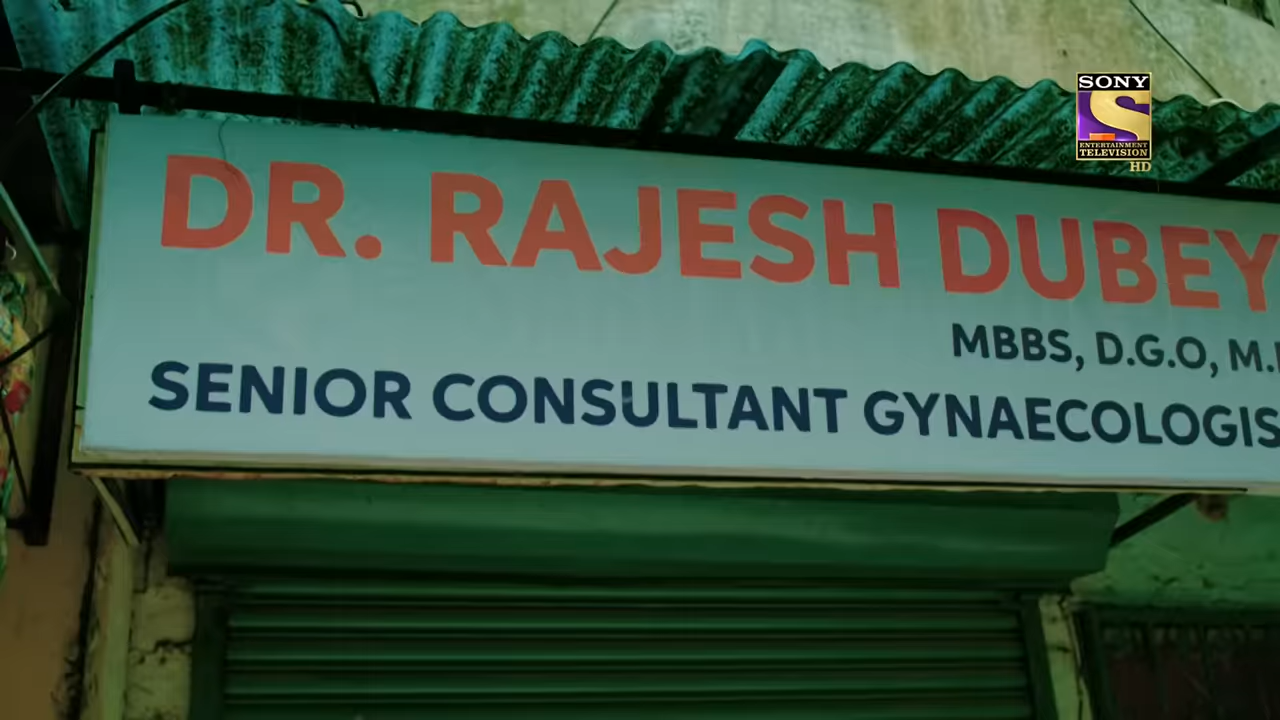 SONY
ENTERTAINMENT
TELEVISION
HD
DR. RAJESH DUBEY
MBBS, D.G.O, M.
SENIOR CONSULTANT GYNAECOLOGIS